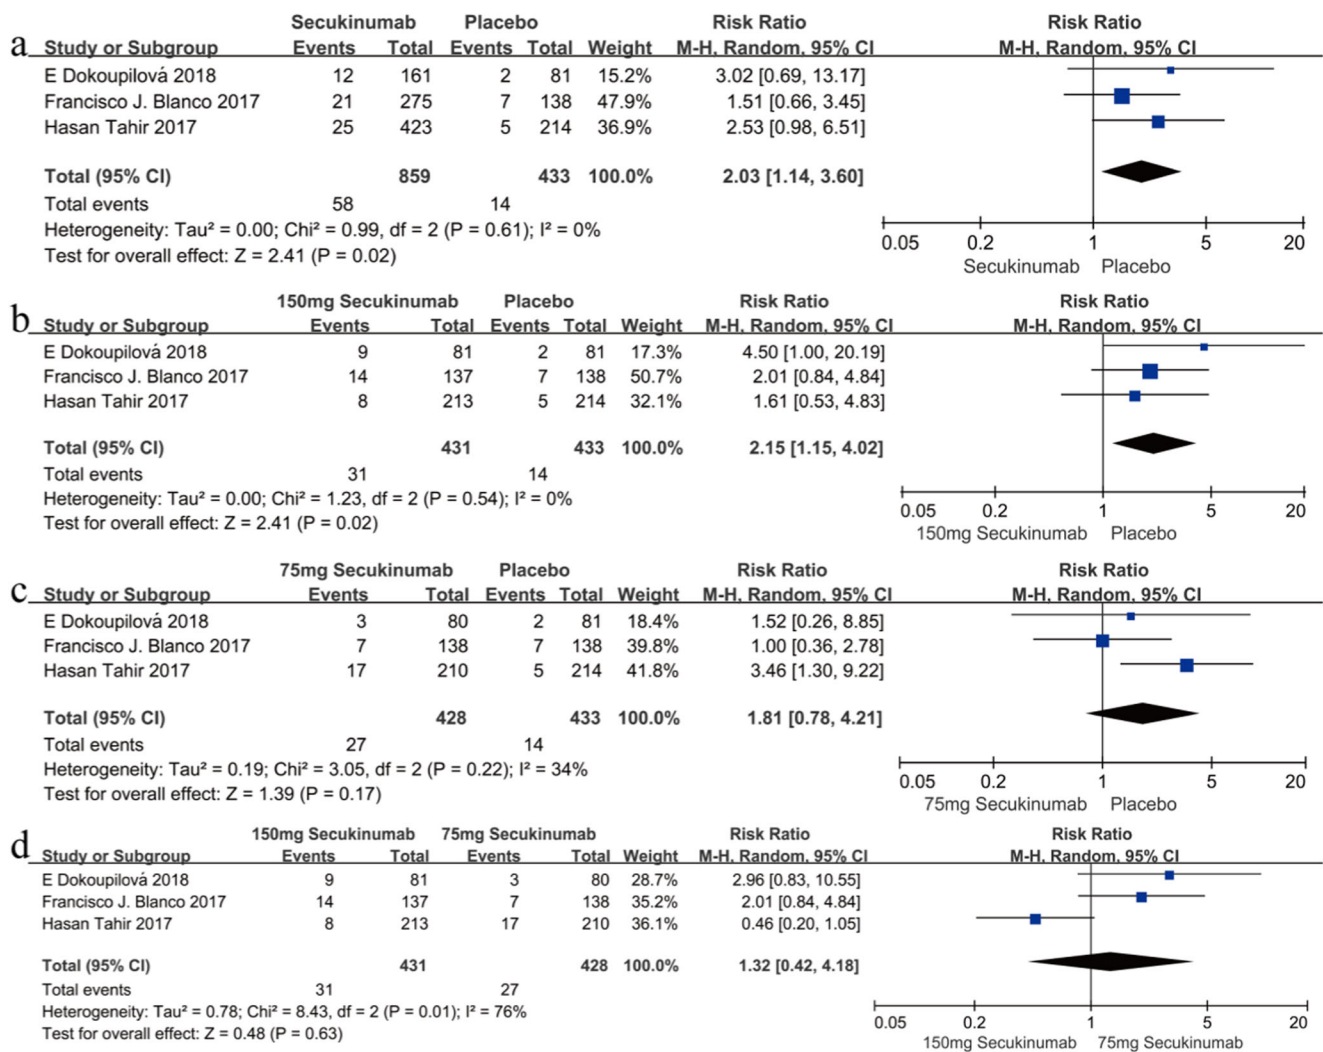 a
Secukinumab Placebo Risk Ratio Risk Ratio
Study or Subgroup Events Total Events Total Weight M-H, Random, 95% CI M-H, Random, 95% CI
E Dokoupilová 2018 12 161 2 81 15.2% 3.02 [0.69, 13.17]
Francisco J. Blanco 2017 21 275 7 138 47.9% 1.51 [0.66, 3.45]
Hasan Tahir 2017 25 423 5 214 36.9% 2.53 [0.98, 6.51]
Total (95% CI) 859 433 100.0% 2.03 [1.14, 3.60]
Total events 58 14
Heterogeneity: Tau² = 0.00; Chi² = 0.99, df = 2 (P = 0.61); I² = 0%
Test for overall effect: Z = 2.41 (P = 0.02)
0.05 0.2 1 5 20
Secukinumab Placebo
b
150mg Secukinumab Placebo Risk Ratio Risk Ratio
Study or Subgroup Events Total Events Total Weight M-H, Random, 95% CI M-H, Random, 95% CI
E Dokoupilová 2018 9 81 2 81 17.3% 4.50 [1.00, 20.19]
Francisco J. Blanco 2017 14 137 7 138 50.7% 2.01 [0.84, 4.84]
Hasan Tahir 2017 8 213 5 214 32.1% 1.61 [0.53, 4.83]
Total (95% CI) 431 433 100.0% 2.15 [1.15, 4.02]
Total events 31 14
Heterogeneity: Tau² = 0.00; Chi² = 1.23, df = 2 (P = 0.54); I² = 0%
Test for overall effect: Z = 2.41 (P = 0.02)
0.05 0.2 1 5 20
150mg Secukinumab Placebo
c
75mg Secukinumab Placebo Risk Ratio Risk Ratio
Study or Subgroup Events Total Events Total Weight M-H, Random, 95% CI M-H, Random, 95% CI
E Dokoupilová 2018 3 80 2 81 18.4% 1.52 [0.26, 8.85]
Francisco J. Blanco 2017 7 138 7 138 39.8% 1.00 [0.36, 2.78]
Hasan Tahir 2017 17 210 5 214 41.8% 3.46 [1.30, 9.22]
Total (95% CI) 428 433 100.0% 1.81 [0.78, 4.21]
Total events 27 14
Heterogeneity: Tau² = 0.19; Chi² = 3.05, df = 2 (P = 0.22); I² = 34%
Test for overall effect: Z = 1.39 (P = 0.17)
0.05 0.2 1 5 20
75mg Secukinumab Placebo
d
150mg Secukinumab 75mg Secukinumab Risk Ratio Risk Ratio
Study or Subgroup Events Total Events Total Weight M-H, Random, 95% CI M-H, Random, 95% CI
E Dokoupilová 2018 9 81 3 80 28.7% 2.96 [0.83, 10.55]
Francisco J. Blanco 2017 14 137 7 138 35.2% 2.01 [0.84, 4.84]
Hasan Tahir 2017 8 213 17 210 36.1% 0.46 [0.20, 1.05]
Total (95% CI) 431 428 100.0% 1.32 [0.42, 4.18]
Total events 31 27
Heterogeneity: Tau² = 0.78; Chi² = 8.43, df = 2 (P = 0.01); I² = 76%
Test for overall effect: Z = 0.48 (P = 0.63)
0.05 0.2 1 5 20
150mg Secukinumab 75mg Secukinumab